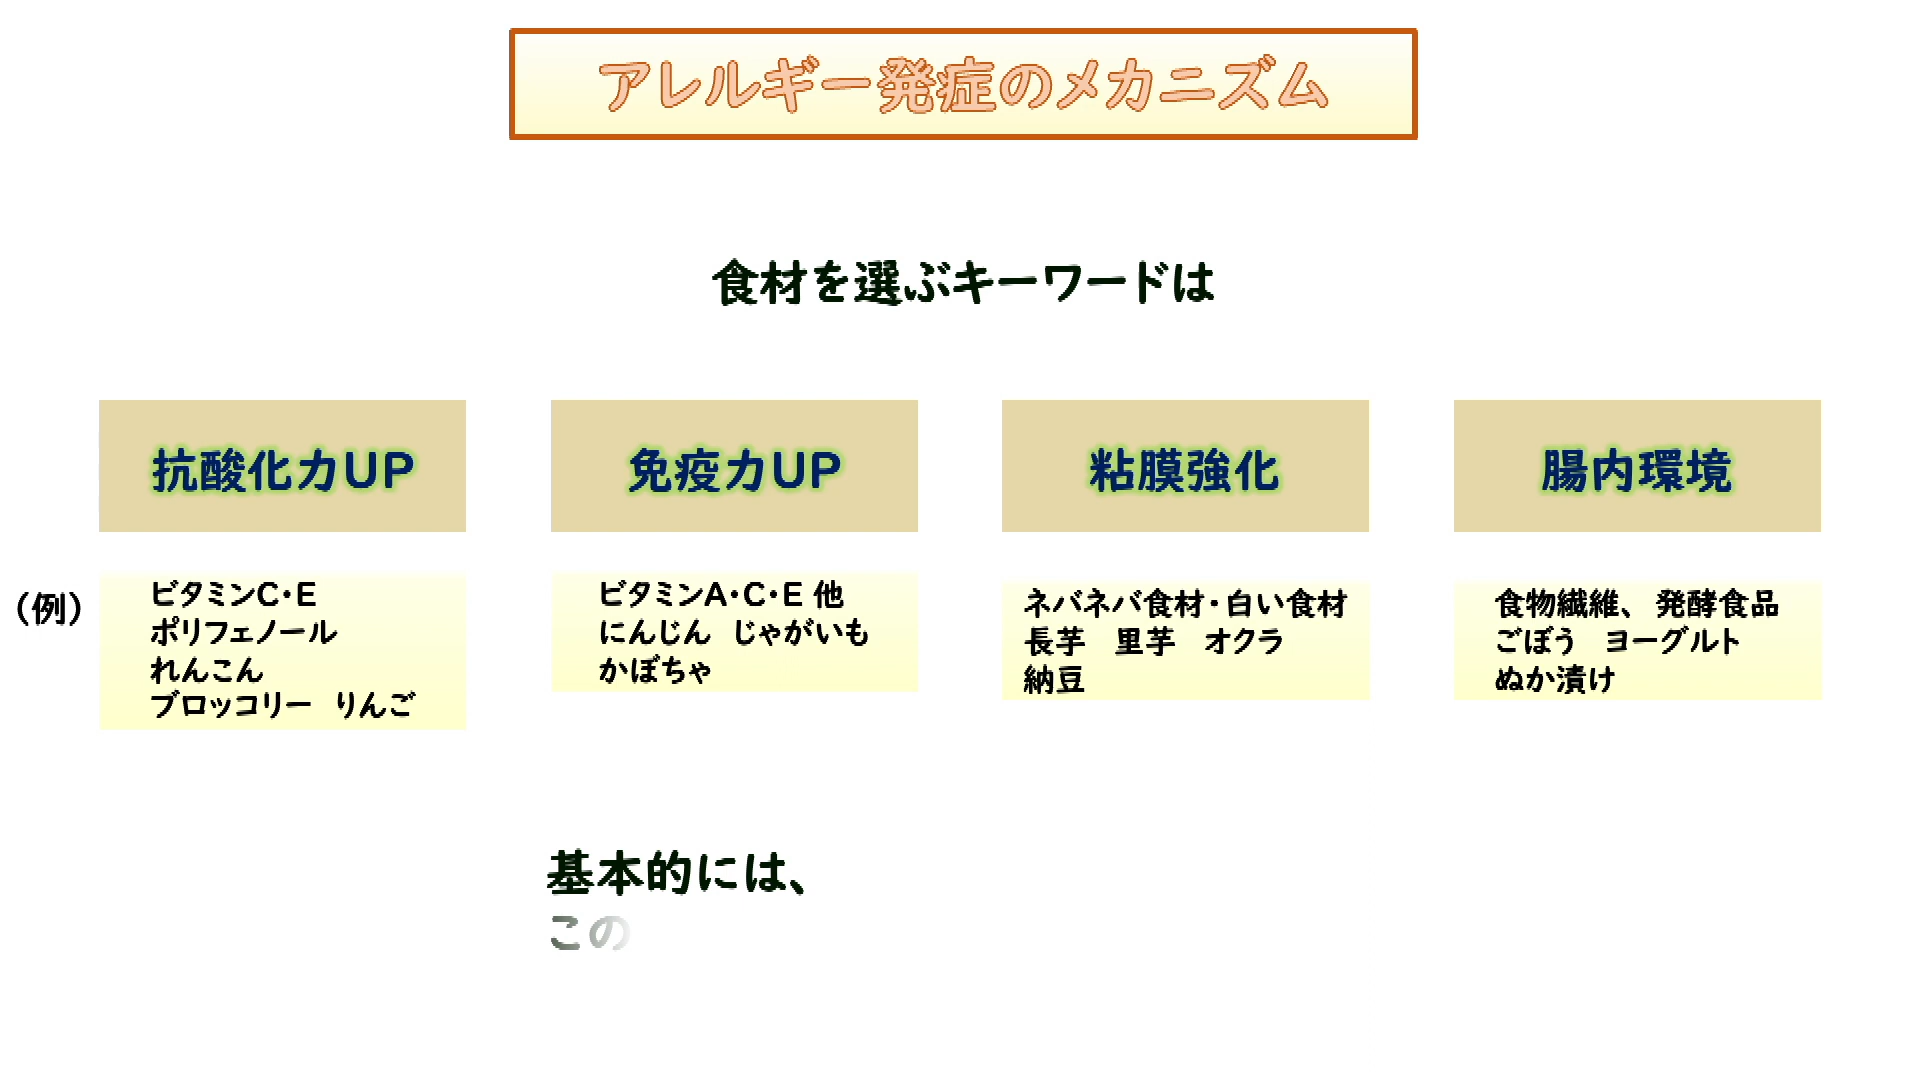 アレルギー発症のメカニズム
食材を選ぶキーワードは
抗酸化力UP
免疫力UP
粘膜強化
腸内環境
(例)
ビタミンC・E
ポリフェノール
れんこん
ブロッコリー りんご
ビタミンA・C・E 他
にんじん じゃがいも
かぼちゃ
ネバネバ食材・白い食材
長芋 里芋 オクラ
納豆
食物繊維、発酵食品
ごぼう ヨーグルト
ぬか漬け
基本的には、
この